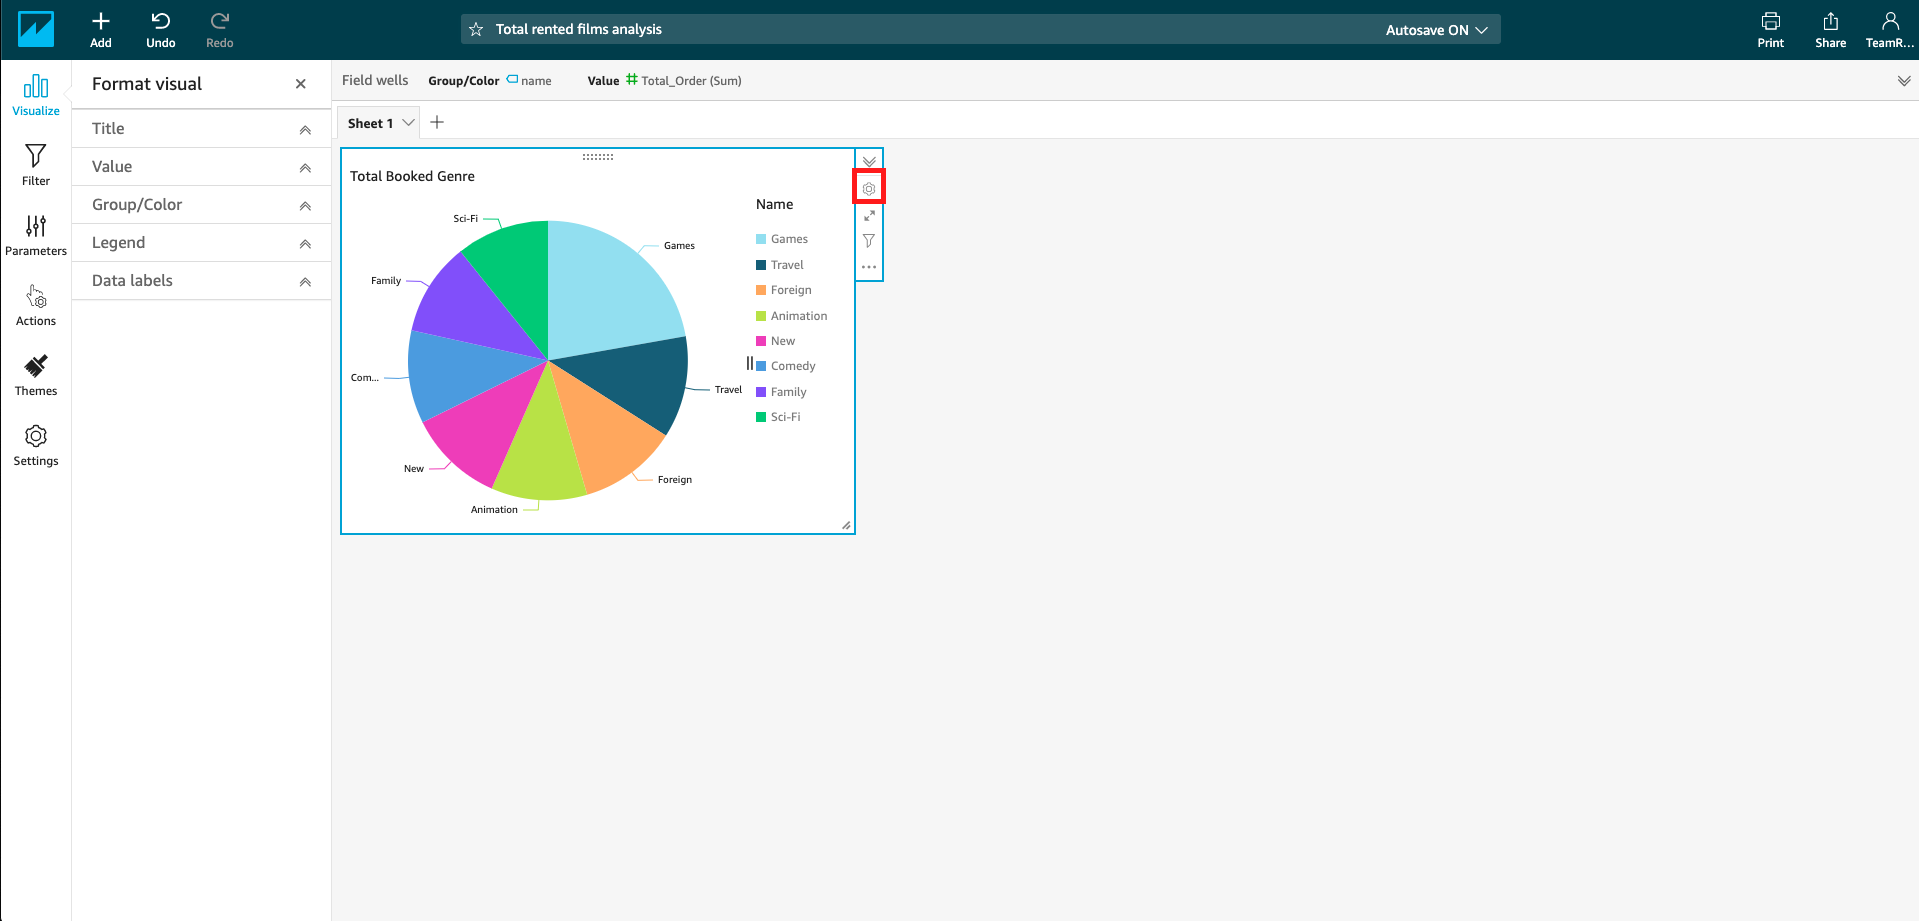 Add
Undo
Redo
Total rented films analysis
Autosave ON
Print
Share
TeamR...
Visualize
Filter
Parameters
Actions
Themes
Settings
Format visual
Title
Value
Group/Color
Legend
Data labels
Field wells
Group/Color name
Value Total_Order (Sum)
Sheet 1
Total Booked Genre
Sci-Fi
Games
Family
Com...
Travel
New
Foreign
Animation
Name
Games
Travel
Foreign
Animation
New
Comedy
Family
Sci-Fi